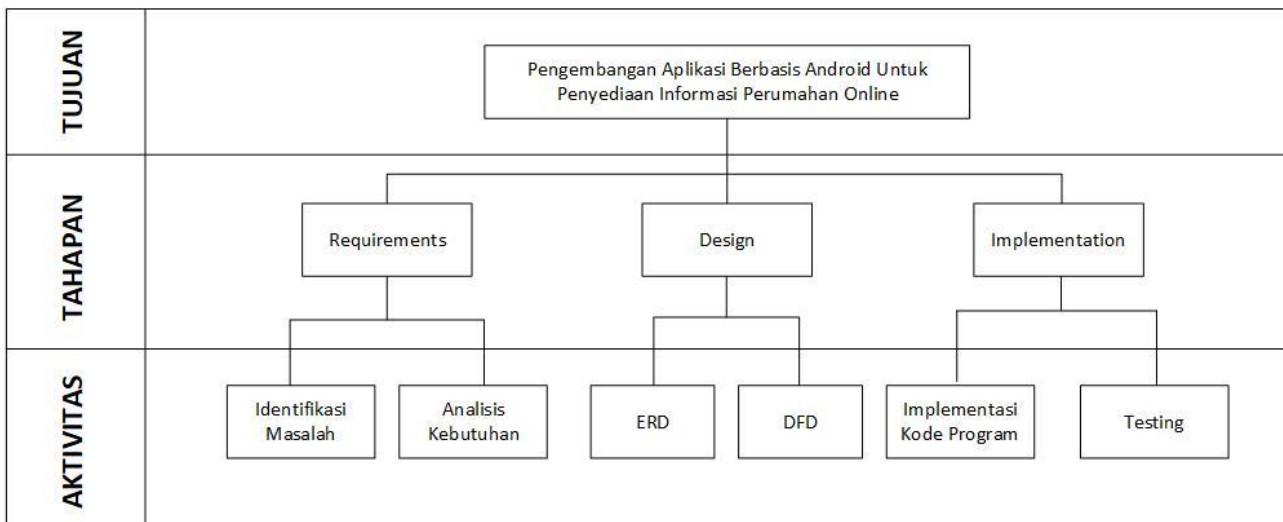 TUJUAN
Pengembangan Aplikasi Berbasis Android Untuk
Penyediaan Informasi Perumahan Online
TAHAPAN
Requirements
Design
Implementation
AKTIVITAS
Identifikasi
Masalah
Analisis
Kebutuhan
ERD
DFD
Implementasi
Kode Program
Testing